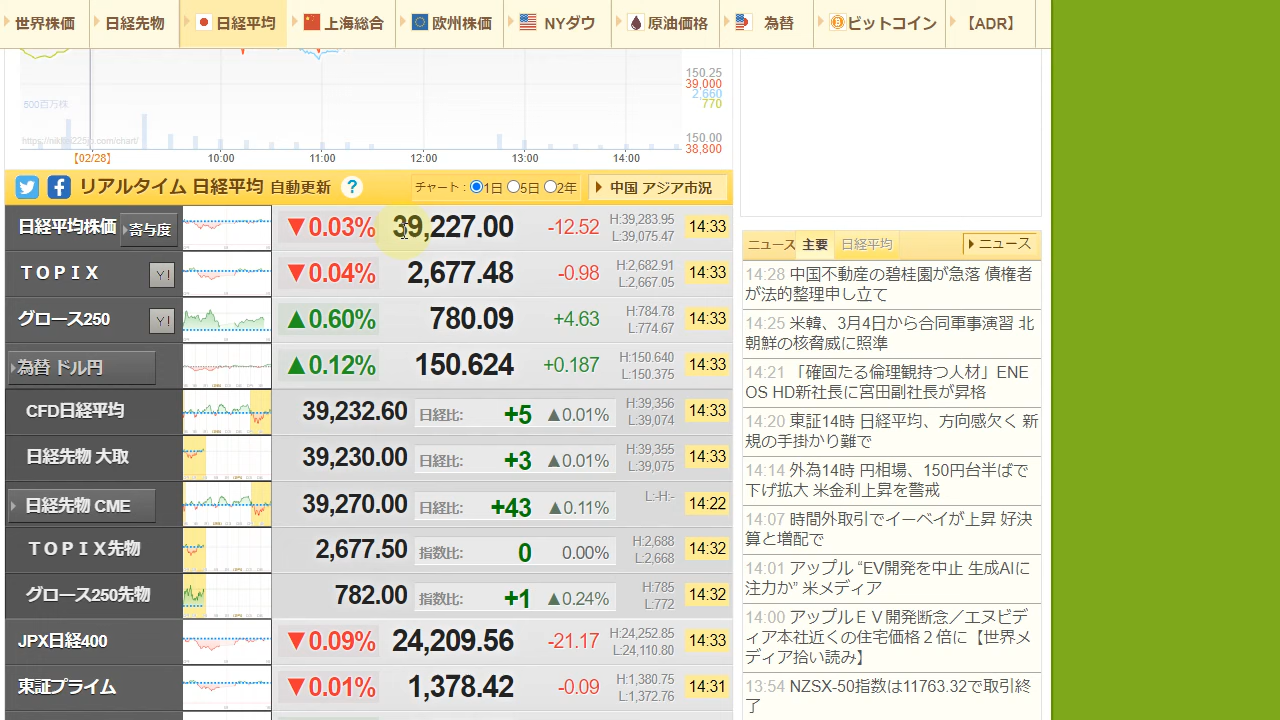 世界株価 日経先物 日経平均 上海総合 欧州株価 NYダウ 原油価格 為替 ビットコイン 【ADR】
150.25
39,000
2,660
770
500百万株
150.00
38,800
https://nikkei225jp.com/chart/
【02/28】 10:00 11:00 12:00 13:00 14:00
リアルタイム 日経平均 自動更新 ? チャート: 1日 5日 2年 中国 アジア市況
日経平均株価 寄与度 ▼0.03% 39,227.00 -12.52 H:39,283.95 L:39,075.47 14:33
TOPIX Y! ▼0.04% 2,677.48 -0.98 H:2,682.91 L:2,667.05 14:33
グロース250 Y! ▲0.60% 780.09 +4.63 H:784.78 L:774.67 14:33
為替 ドル円 ▲0.12% 150.624 +0.187 H:150.640 L:150.375 14:33
CFD日経平均 39,232.60 日経比: +5 ▲0.01% H:39,356 L:39,074 14:33
日経先物 大取 39,230.00 日経比: +3 ▲0.01% H:39,355 L:39,075 14:33
日経先物 CME 39,270.00 日経比: +43 ▲0.11% L:-H:- 14:22
TOPIX先物 2,677.50 指数比: 0 0.00% H:2,688 L:2,668 14:32
グロース250先物 782.00 指数比: +1 ▲0.24% H:785 L:772 14:32
JPX日経400 ▼0.09% 24,209.56 -21.17 H:24,252.85 L:24,110.80 14:33
東証プライム ▼0.01% 1,378.42 -0.09 H:1,380.75 L:1,372.76 14:31
ニュース 主要 日経平均 ニュース
14:28 中国不動産の碧桂園が急落 債権者
が法的整理申し立て
14:25 米韓、3月4日から合同軍事演習 北
朝鮮の核脅威に照準
14:21 「確固たる倫理観持つ人材」ENE
OS HD新社長に宮田副社長が昇格
14:20 東証14時 日経平均、方向感欠く 新
規の手掛かり難で
14:14 外為14時 円相場、150円台半ばで
下げ拡大 米金利上昇を警戒
14:07 時間外取引でイーベイが上昇 好決
算と増配で
14:01 アップル “EV開発を中止 生成AIに
注力か” 米メディア
14:00 アップルEV開発断念/エヌビデ
ィア本社近くの住宅価格2倍に【世界メ
ディア拾い読み】
13:54 NZSX-50指数は11763.32で取引終
了